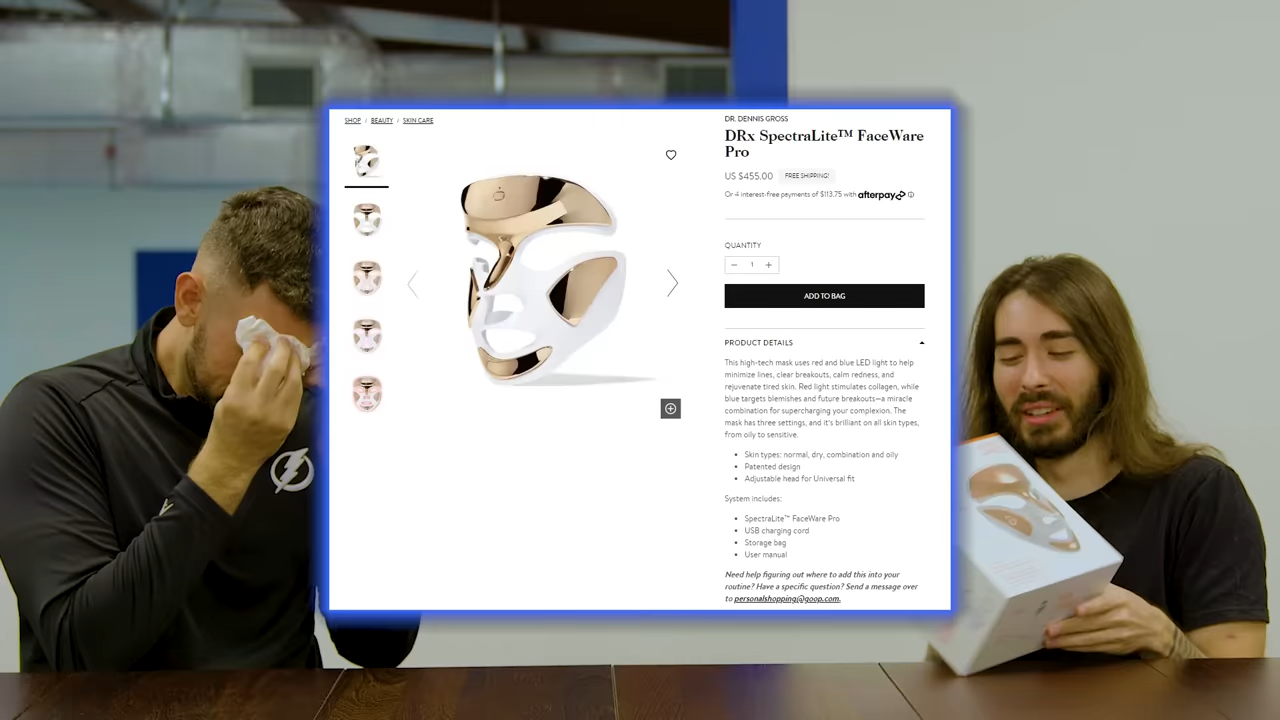 SHOP / BEAUTY / SKIN CARE
DR. DENNIS GROSS
DRx SpectraLite™ FaceWare
Pro
US $455.00 FREE SHIPPING!
Or 4 interest-free payments of $113.75 with afterpay
QUANTITY
− 1 +
ADD TO BAG
PRODUCT DETAILS
This high-tech mask uses red and blue LED light to help
minimize lines, clear breakouts, calm redness, and
rejuvenate tired skin. Red light stimulates collagen, while
blue targets blemishes and future breakouts—a miracle
combination for supercharging your complexion. The
mask has three settings, and it's brilliant on all skin types,
from oily to sensitive.
Skin types: normal, dry, combination and oily
Patented design
Adjustable head for Universal fit
System includes:
SpectraLite™ FaceWare Pro
USB charging cord
Storage bag
User manual
Need help figuring out where to add this into your
routine? Have a specific question? Send a message over
to personalshopping@goop.com.